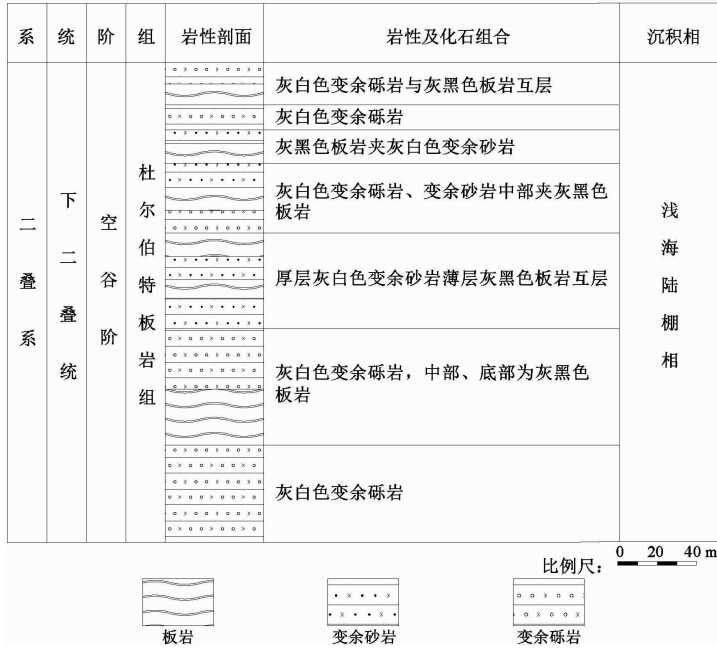 系 统 阶 组 岩性剖面 岩性及化石组合 沉积相
二叠系
下二叠统
空谷阶
杜尔伯特板岩组
灰白色变余砾岩与灰黑色板岩互层
灰白色变余砾岩
灰黑色板岩夹灰白色变余砂岩
灰白色变余砾岩、变余砂岩中部夹灰黑色
板岩
厚层灰白色变余砂岩薄层灰黑色板岩互层
灰白色变余砾岩，中部、底部为灰黑色
板岩
灰白色变余砾岩
浅海陆棚相
比例尺： 0 20 40 m
板岩 变余砂岩 变余砾岩